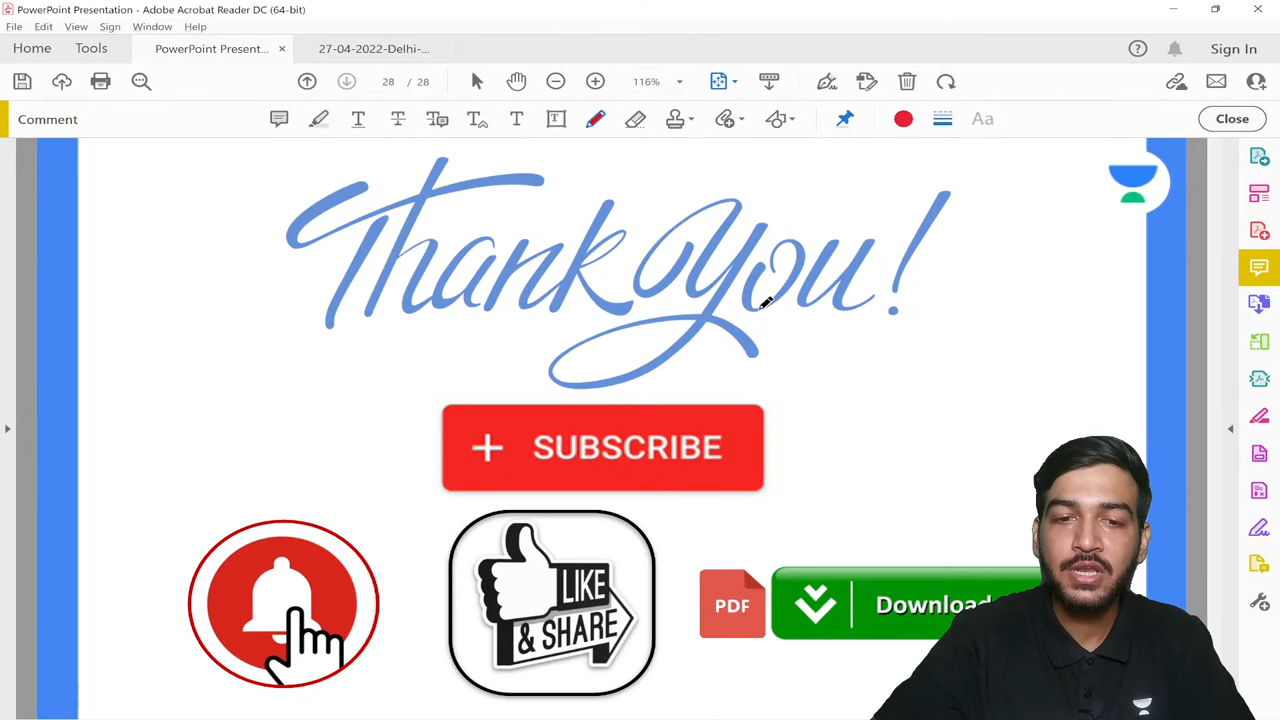 PowerPoint Presentation - Adobe Acrobat Reader DC (64-bit)
File Edit View Sign Window Help
Home Tools PowerPoint Present... × 27-04-2022-Delhi-... Sign In
28 / 28 116%
Comment Aa Close
Thank You!
+ SUBSCRIBE
LIKE
& SHARE
PDF Download